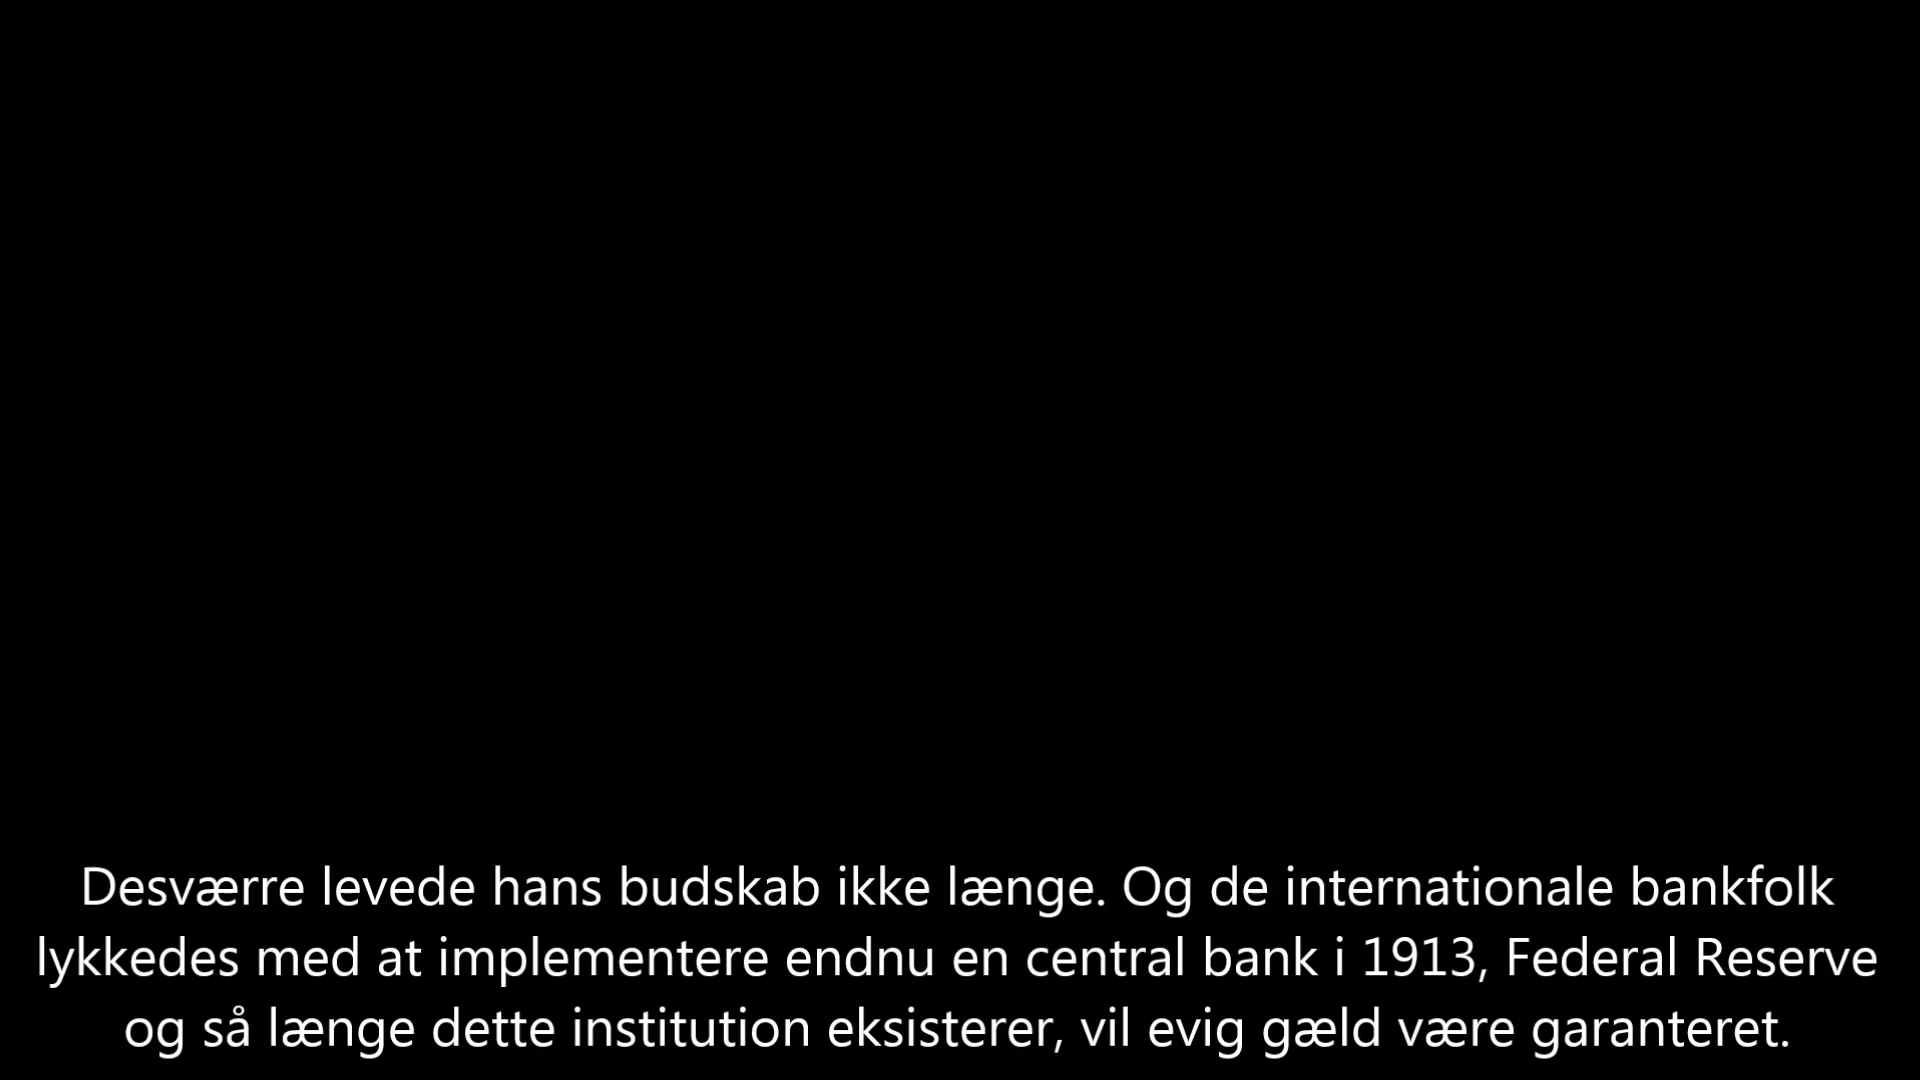 Desværre levede hans budskab ikke længe. Og de internationale bankfolk
lykkedes med at implementere endnu en central bank i 1913, Federal Reserve
og så længe dette institution eksisterer, vil evig gæld være garanteret.